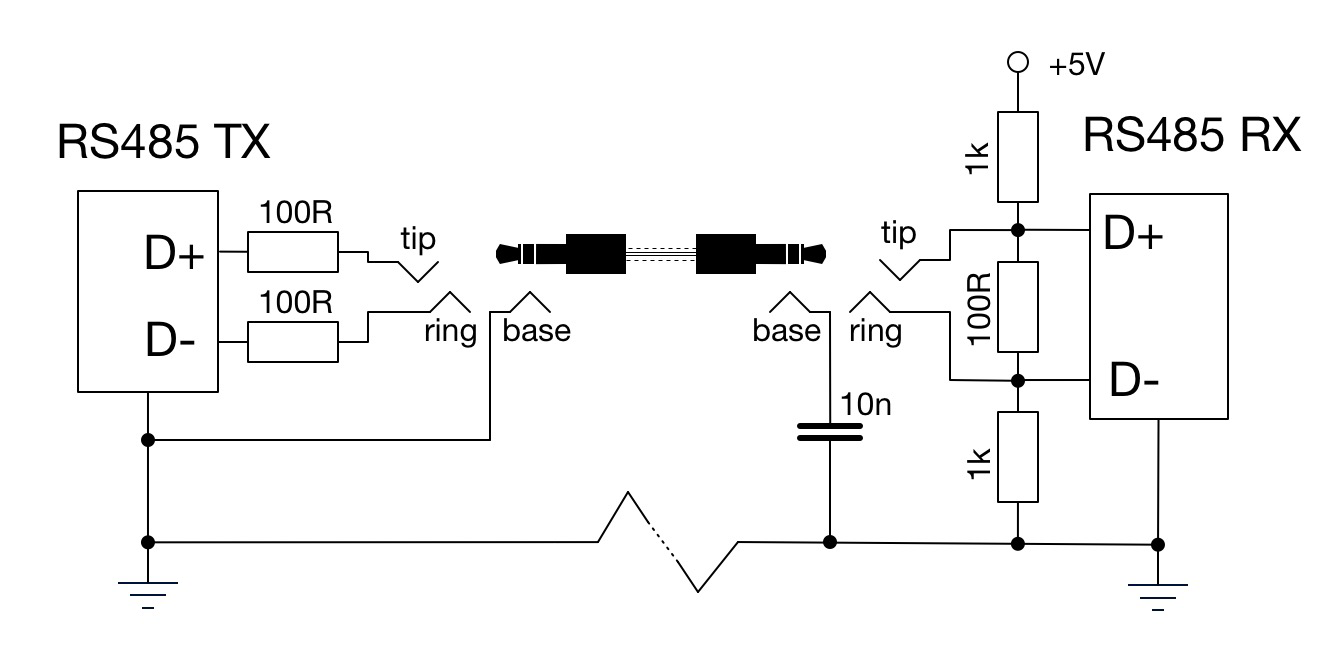 +5V
RS485 TX
RS485 RX
1k
100R
D+
tip
tip
D+
100R
100R
D-
ring
base
base
ring
D-
10n
1k